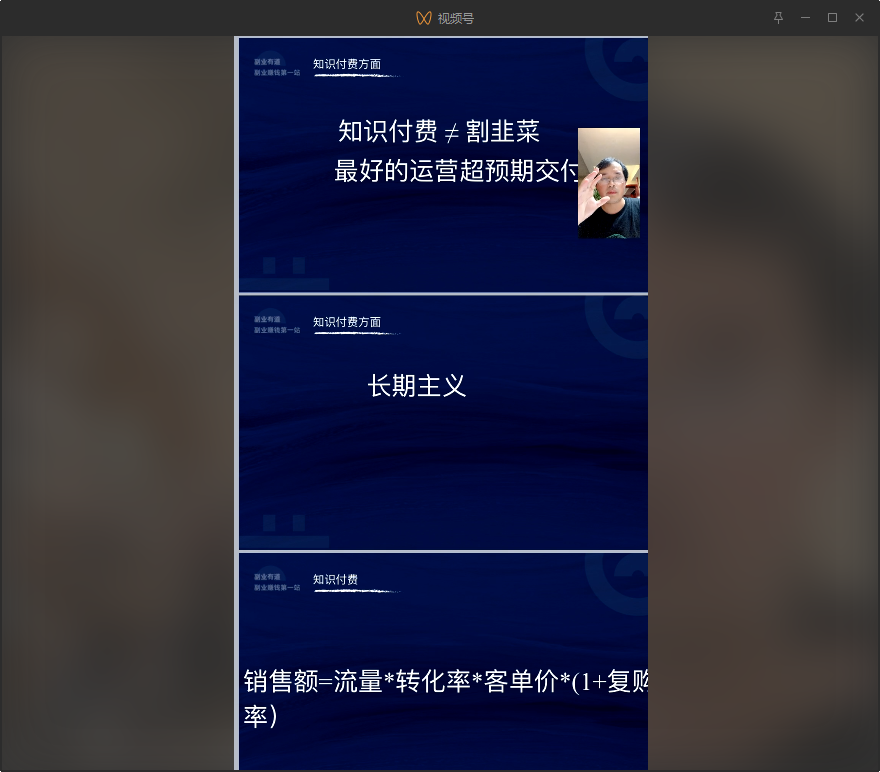 视频号
副业有道
副业赚钱第一站
知识付费方面
知识付费 ≠ 割韭菜
最好的运营超预期交付
副业有道
副业赚钱第一站
知识付费方面
长期主义
副业有道
副业赚钱第一站
知识付费
销售额=流量*转化率*客单价*(1+复购
率）